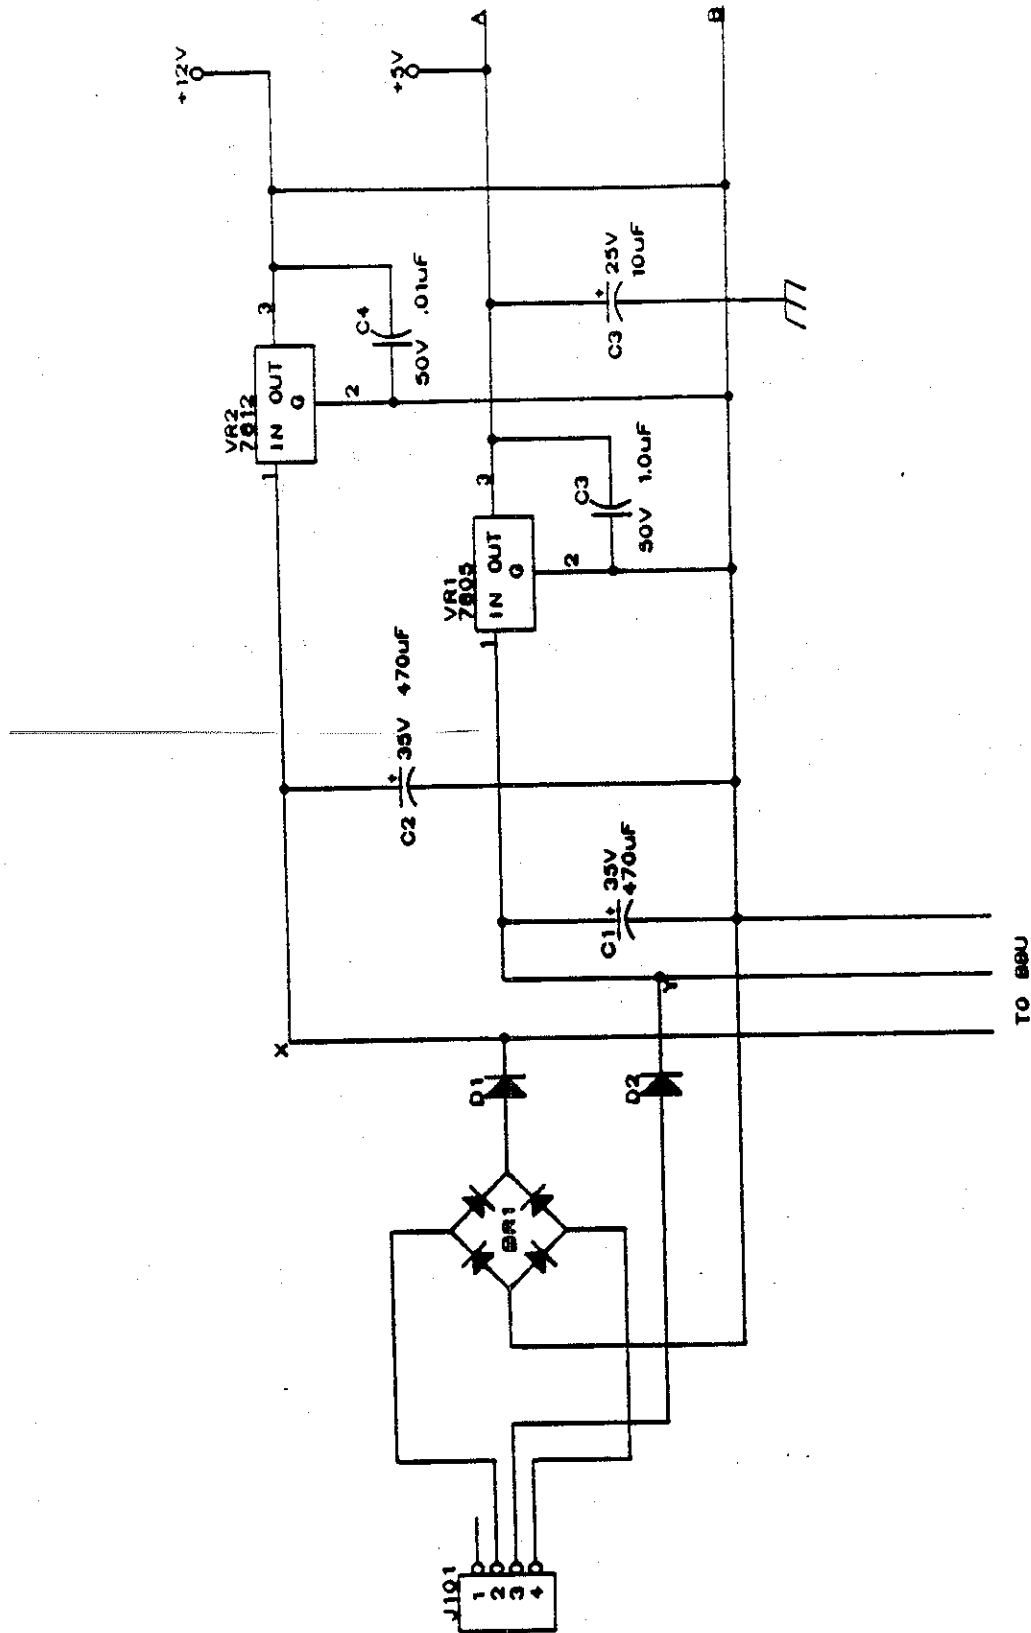 J101
1
2
3
4
BR1
D1
D2
X
Y
TO BBU
C1
+
35V
470uF
C2
+
35V 470uF
VR1
7805
IN OUT
G
1
2
3
C3
50V 1.0uF
VR2
7812
IN OUT
G
1
2
3
C4
50V .01uF
C3
+
25V
10uF
+12V
+5V
A
B